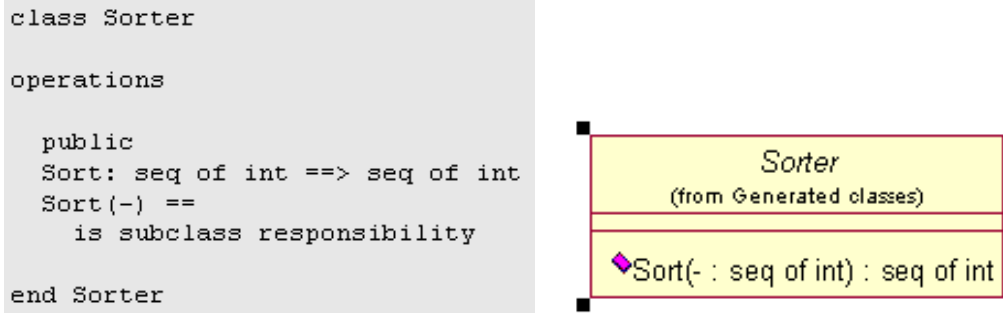 class Sorter
operations
public
Sort: seq of int ==> seq of int
Sort(-) ==
is subclass responsibility
end Sorter
Sorter
(from Generated classes)
Sort(- : seq of int) : seq of int